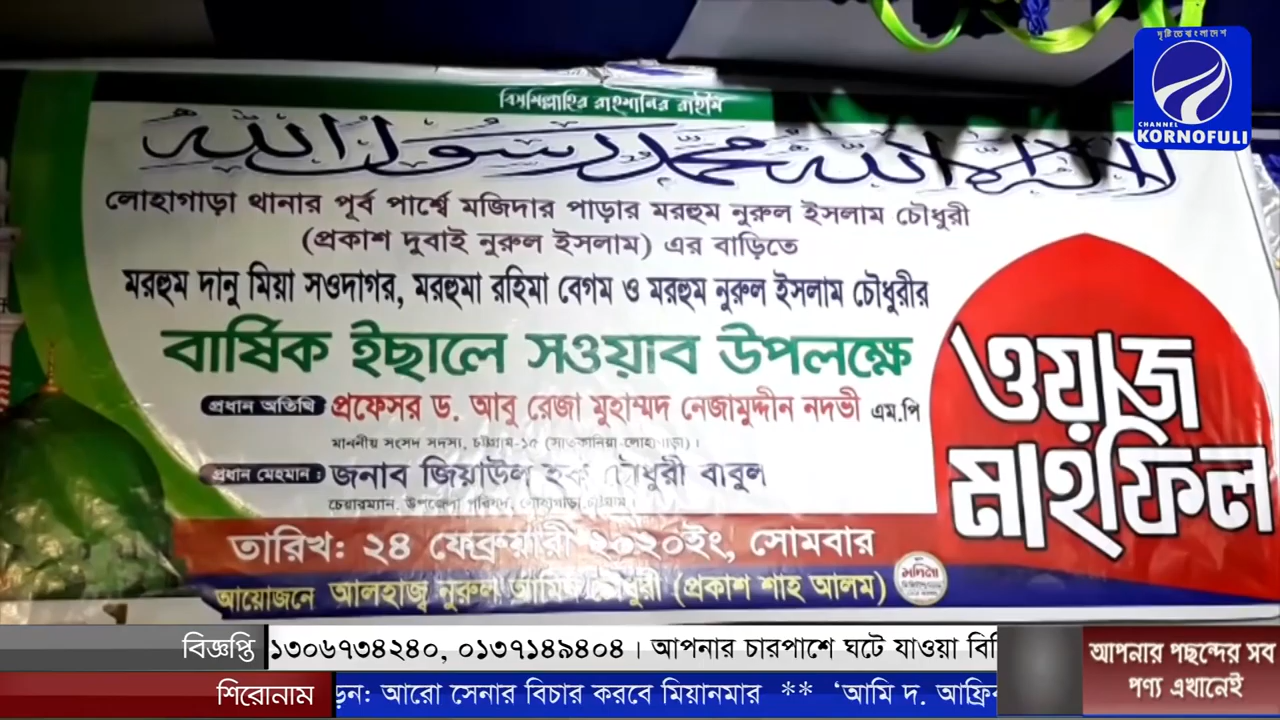 দৃষ্টিতে বাংলাদেশ
CHANNEL
KORNOFULI
বিসমিল্লাহির রাহমানির রাহীম
لا اله الا الله محمد رسول الله
লোহাগাড়া থানার পূর্ব পার্শ্বে মজিদার পাড়ার মরহুম নুরুল ইসলাম চৌধুরী
(প্রকাশ দুবাই নুরুল ইসলাম) এর বাড়িতে
মরহুম দানু মিয়া সওদাগর, মরহুমা রহিমা বেগম ও মরহুম নুরুল ইসলাম চৌধুরীর
বার্ষিক ইছালে সওয়াব উপলক্ষে
ওয়াজ
মাহফিল
প্রধান অতিথি প্রফেসর ড. আবু রেজা মুহাম্মদ নেজামুদ্দীন নদভী এম.পি
মাননীয় সংসদ সদস্য, চট্টগ্রাম-১৫ (সাতকানিয়া-লোহাগাড়া)।
প্রধান মেহমান : জনাব জিয়াউল হক চৌধুরী বাবুল
চেয়ারম্যান, উপজেলা পরিষদ, লোহাগাড়া, চট্টগ্রাম।
তারিখ: ২৪ ফেব্রুয়ারী ২০২০ইং, সোমবার
আয়োজনে আলহাজ্ব নুরুল আমিন চৌধুরী (প্রকাশ শাহ আলম)
মদিনা
বিজ্ঞপ্তি ১৩০৬৭৩৪২৪০, ০১৩৭১৪৯৪০৪। আপনার চারপাশে ঘটে যাওয়া বি
শিরোনাম ড়ন: আরো সেনার বিচার করবে মিয়ানমার ** ‘আমি দ. আফ্রি
আপনার পছন্দের সব
পণ্য এখানেই